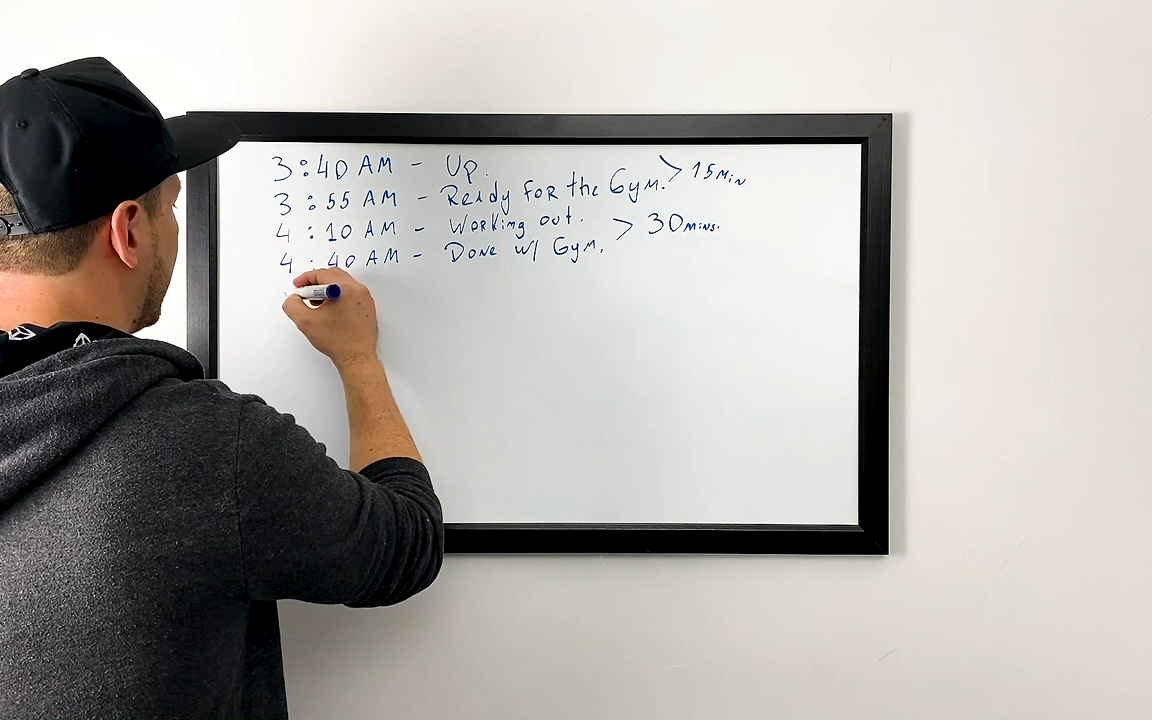 3:40 AM - Up. > 15 Min
3:55 AM - Ready for the Gym.
4:10 AM - Working out. > 30 Mins.
4:40 AM - Done w/ Gym.